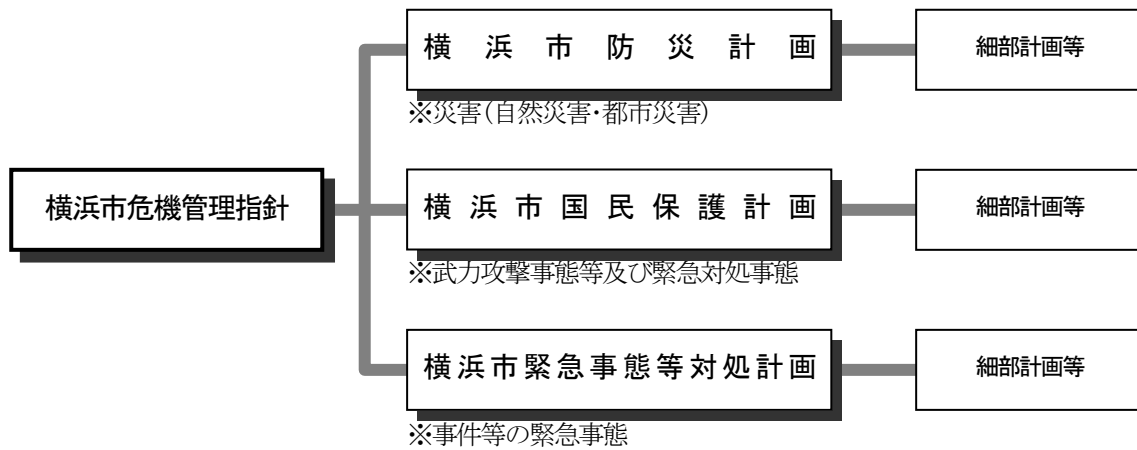 横浜市防災計画
細部計画等
※災害(自然災害・都市災害)
横浜市危機管理指針
横浜市国民保護計画
細部計画等
※武力攻撃事態等及び緊急対処事態
横浜市緊急事態等対処計画
細部計画等
※事件等の緊急事態